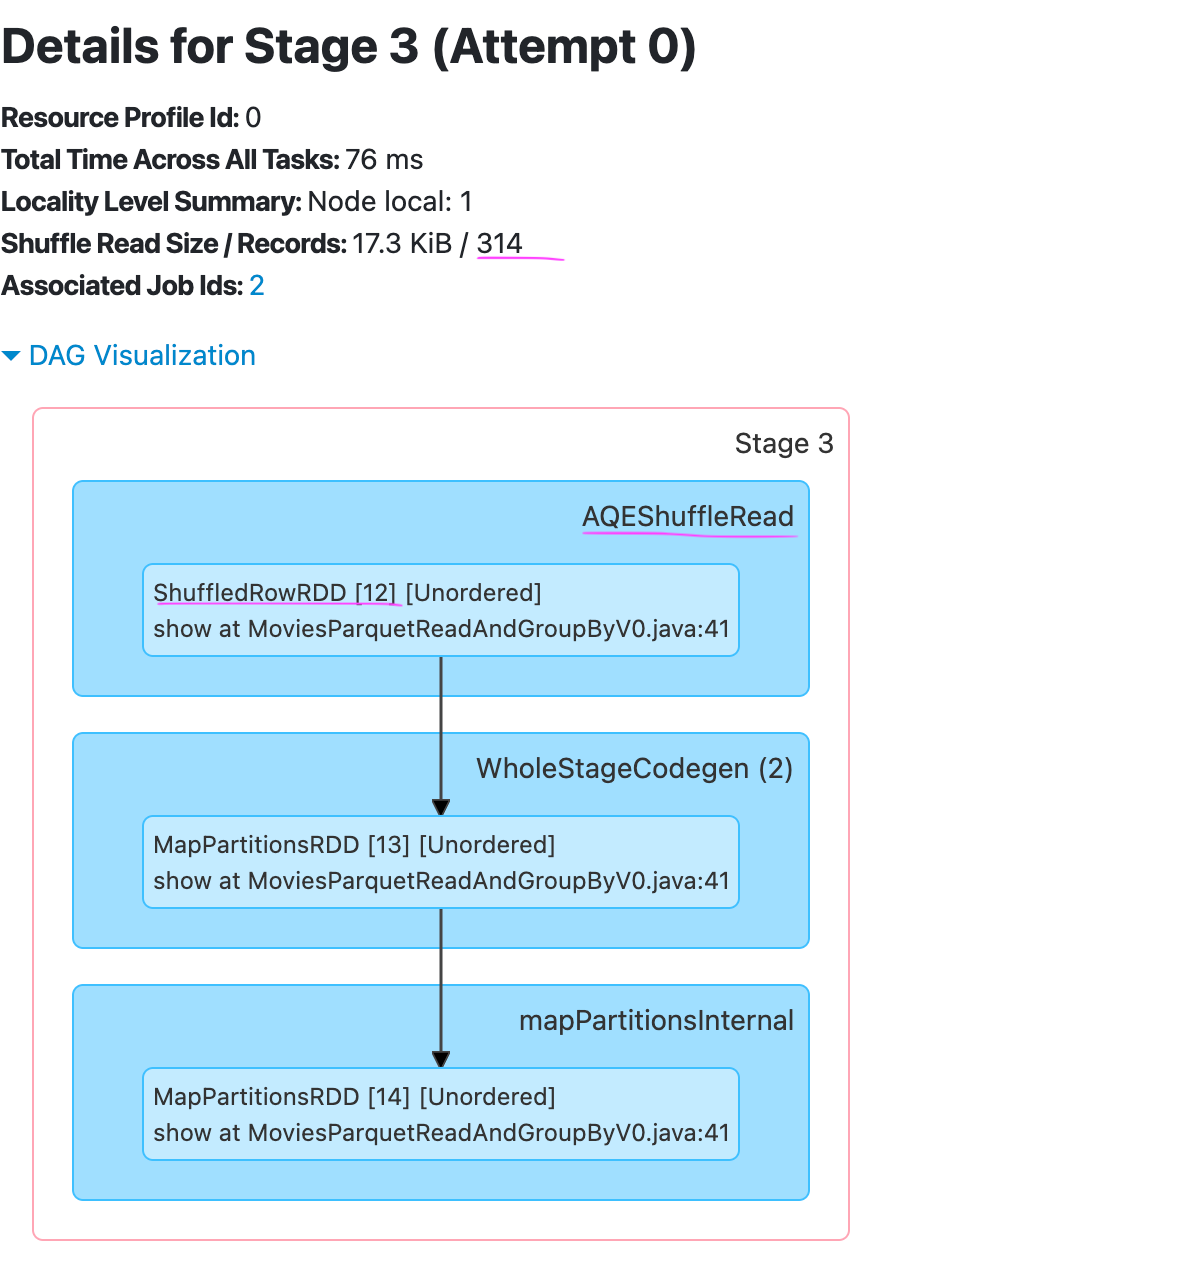 Details for Stage 3 (Attempt 0)
Resource Profile Id: 0
Total Time Across All Tasks: 76 ms
Locality Level Summary: Node local: 1
Shuffle Read Size / Records: 17.3 KiB / 314
Associated Job Ids: 2
DAG Visualization
Stage 3
AQEShuffleRead
ShuffledRowRDD [12] [Unordered]
show at MoviesParquetReadAndGroupByV0.java:41
WholeStageCodegen (2)
MapPartitionsRDD [13] [Unordered]
show at MoviesParquetReadAndGroupByV0.java:41
mapPartitionsInternal
MapPartitionsRDD [14] [Unordered]
show at MoviesParquetReadAndGroupByV0.java:41